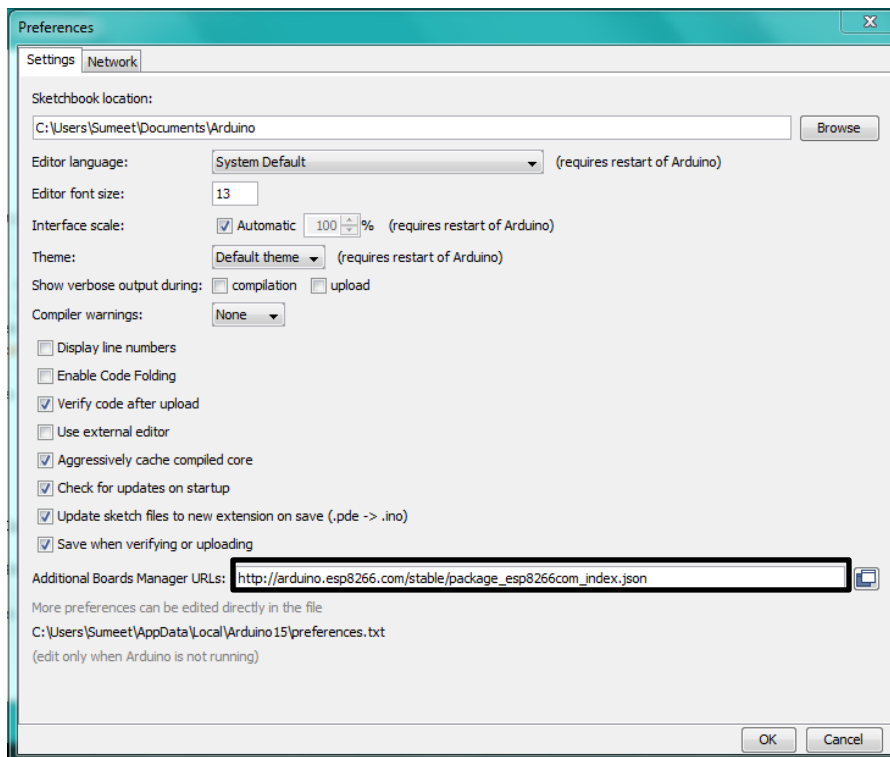 Preferences
Settings Network
Sketchbook location:
C:\Users\Sumeet\Documents\Arduino Browse
Editor language: System Default (requires restart of Arduino)
Editor font size: 13
Interface scale: Automatic 100 % (requires restart of Arduino)
Theme: Default theme (requires restart of Arduino)
Show verbose output during: compilation upload
Compiler warnings: None
Display line numbers
Enable Code Folding
Verify code after upload
Use external editor
Aggressively cache compiled core
Check for updates on startup
Update sketch files to new extension on save (.pde -> .ino)
Save when verifying or uploading
Additional Boards Manager URLs: http://arduino.esp8266.com/stable/package_esp8266com_index.json
More preferences can be edited directly in the file
C:\Users\Sumeet\AppData\Local\Arduino15\preferences.txt
(edit only when Arduino is not running)
OK Cancel